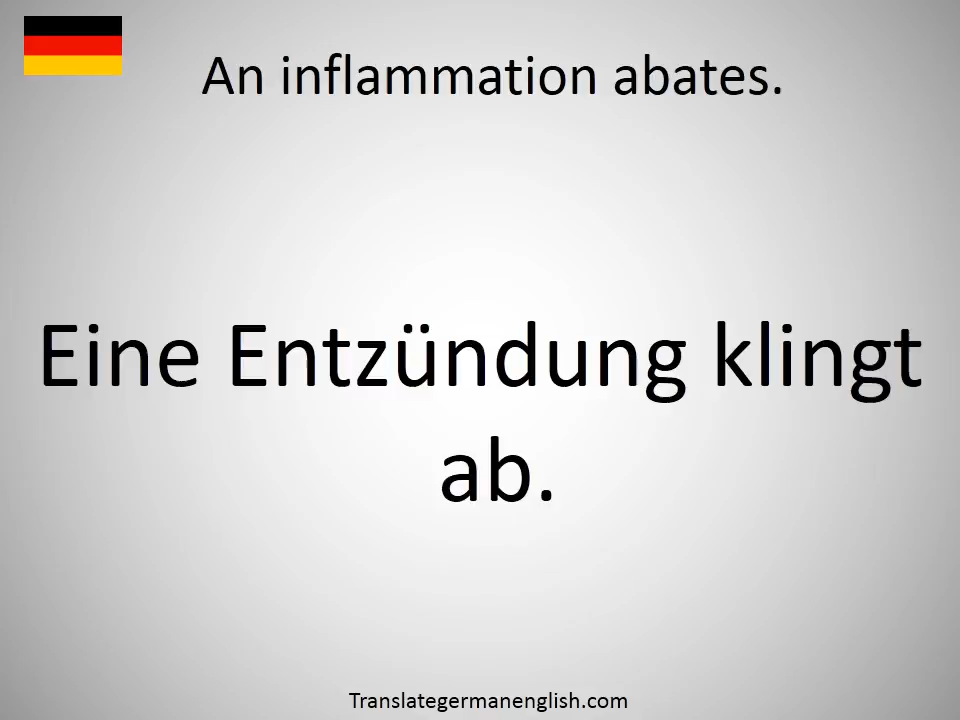 An inflammation abates.
Eine Entzündung klingt
ab.
Translategermanenglish.com